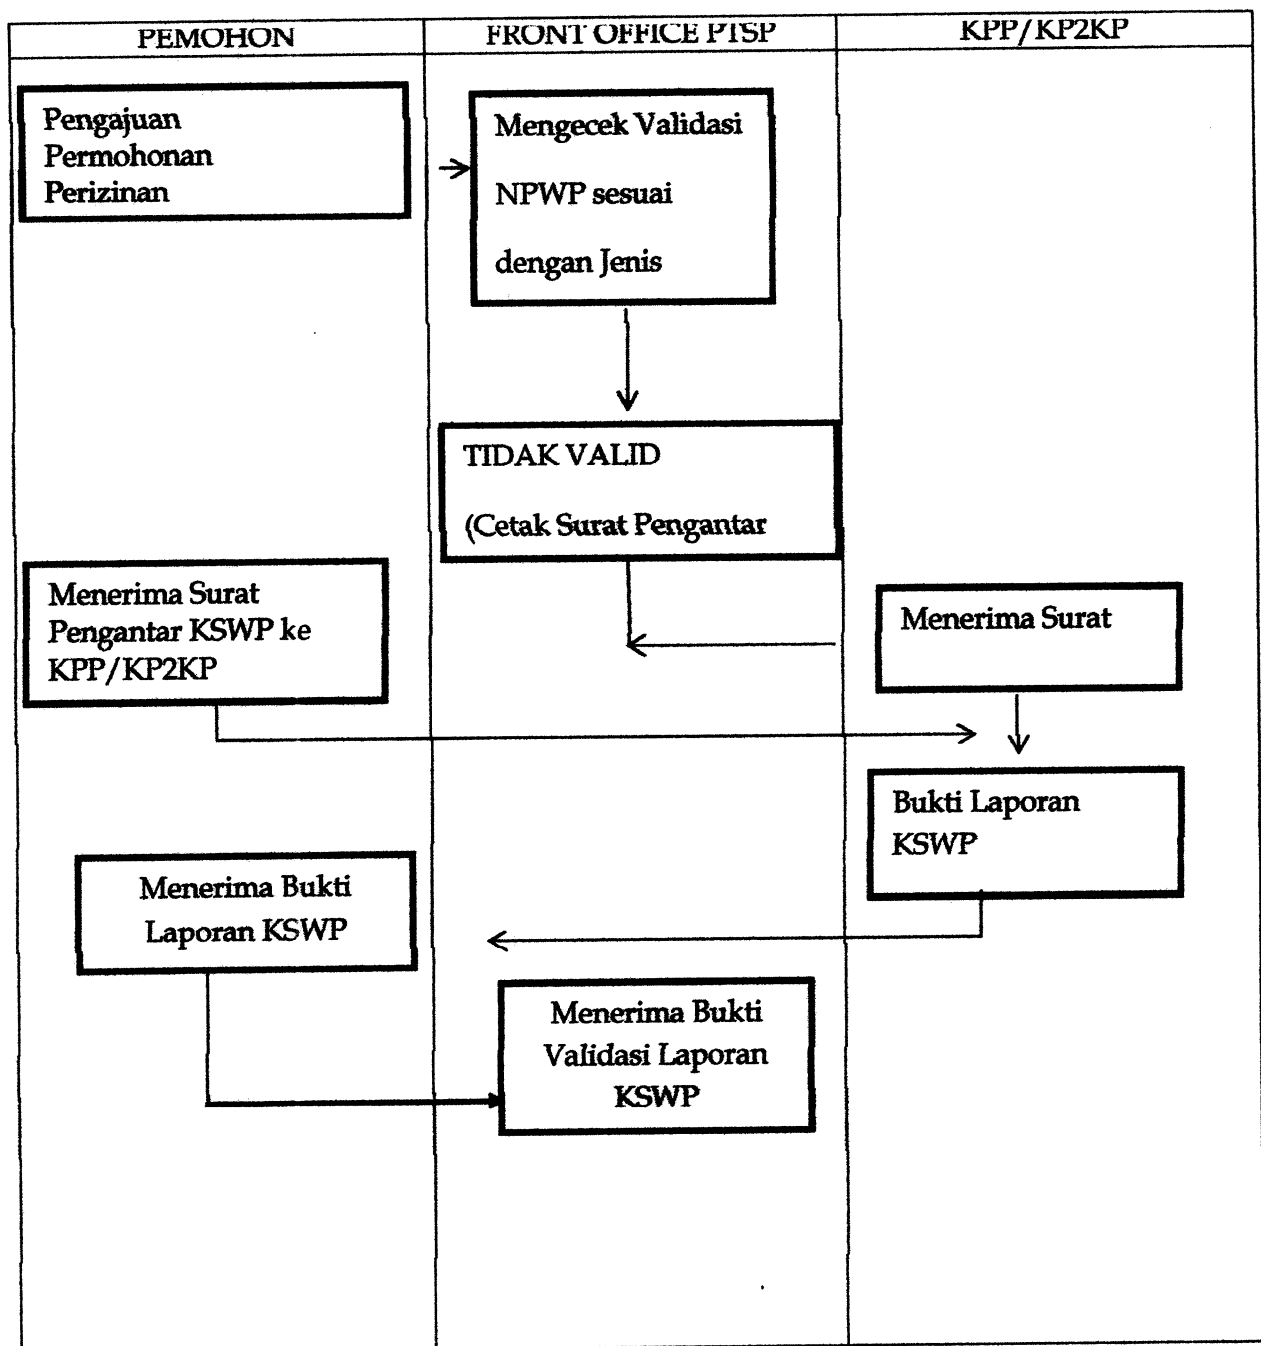 PEMOHON
FRONT OFFICE PTSP
KPP/KP2KP
Pengajuan
Permohonan
Perizinan
Mengecek Validasi
NPWP sesuai
dengan Jenis
TIDAK VALID
(Cetak Surat Pengantar
Menerima Surat
Pengantar KSWP ke
KPP/KP2KP
Menerima Surat
Bukti Laporan
KSWP
Menerima Bukti
Laporan KSWP
Menerima Bukti
Validasi Laporan
KSWP